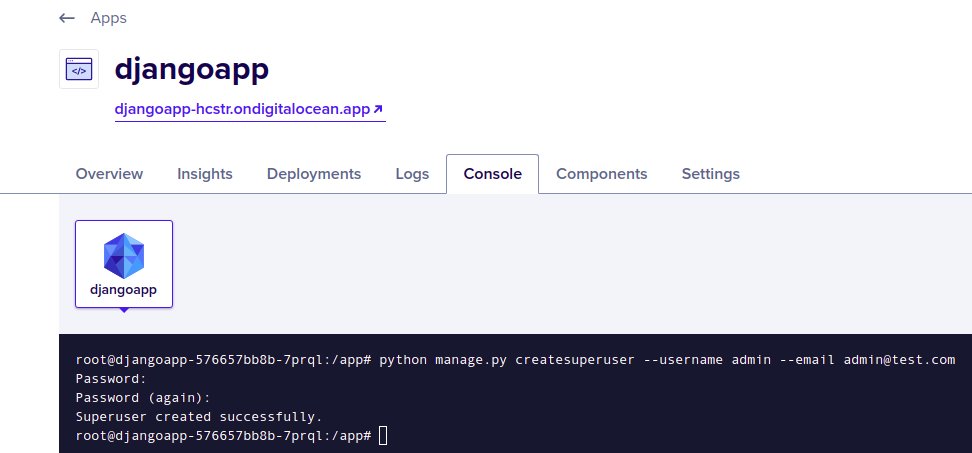 ← Apps
</>
djangoapp
djangoapp-hcstr.ondigitalocean.app ↗
Overview Insights Deployments Logs Console Components Settings
djangoapp
root@djangoapp-576657bb8b-7prql:/app# python manage.py createsuperuser --username admin --email admin@test.com
Password:
Password (again):
Superuser created successfully.
root@djangoapp-576657bb8b-7prql:/app#